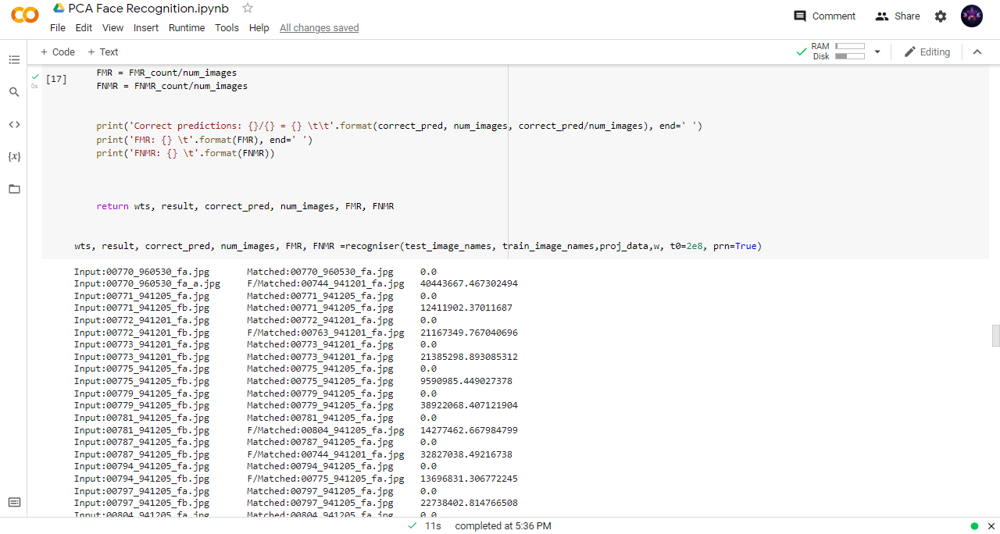 PCA Face Recognition.ipynb
File Edit View Insert Runtime Tools Help All changes saved
Comment Share
+ Code + Text
RAM
Disk
Editing
[17]
0s
FMR = FMR_count/num_images
FNMR = FNMR_count/num_images
print('Correct predictions: {}/{} = {} \t\t'.format(correct_pred, num_images, correct_pred/num_images), end=' ')
print('FMR: {} \t'.format(FMR), end=' ')
print('FNMR: {} \t'.format(FNMR))
return wts, result, correct_pred, num_images, FMR, FNMR
wts, result, correct_pred, num_images, FMR, FNMR =recogniser(test_image_names, train_image_names,proj_data,w, t0=2e8, prn=True)
Input:00770_960530_fa.jpg Matched:00770_960530_fa.jpg 0.0
Input:00770_960530_fa_a.jpg F/Matched:00744_941201_fa.jpg 40443667.467302494
Input:00771_941205_fa.jpg Matched:00771_941205_fa.jpg 0.0
Input:00771_941205_fb.jpg Matched:00771_941205_fa.jpg 12411902.37011687
Input:00772_941201_fa.jpg Matched:00772_941201_fa.jpg 0.0
Input:00772_941201_fb.jpg F/Matched:00763_941201_fa.jpg 21167349.767040696
Input:00773_941201_fa.jpg Matched:00773_941201_fa.jpg 0.0
Input:00773_941201_fb.jpg Matched:00773_941201_fa.jpg 21385298.893085312
Input:00775_941205_fa.jpg Matched:00775_941205_fa.jpg 0.0
Input:00775_941205_fb.jpg Matched:00775_941205_fa.jpg 9590985.449027378
Input:00779_941205_fa.jpg Matched:00779_941205_fa.jpg 0.0
Input:00779_941205_fb.jpg Matched:00779_941205_fa.jpg 38922068.407121904
Input:00781_941205_fa.jpg Matched:00781_941205_fa.jpg 0.0
Input:00781_941205_fb.jpg F/Matched:00804_941205_fa.jpg 14277462.667984799
Input:00787_941205_fa.jpg Matched:00787_941205_fa.jpg 0.0
Input:00787_941205_fb.jpg F/Matched:00744_941201_fa.jpg 32827038.49216738
Input:00794_941205_fa.jpg Matched:00794_941205_fa.jpg 0.0
Input:00794_941205_fb.jpg F/Matched:00775_941205_fa.jpg 13696831.306772245
Input:00797_941205_fa.jpg Matched:00797_941205_fa.jpg 0.0
Input:00797_941205_fb.jpg Matched:00797_941205_fa.jpg 22738402.814766508
Input:00804_941205_fa.jpg Matched:00804_941205_fa.jpg 0.0
11s completed at 5:36 PM